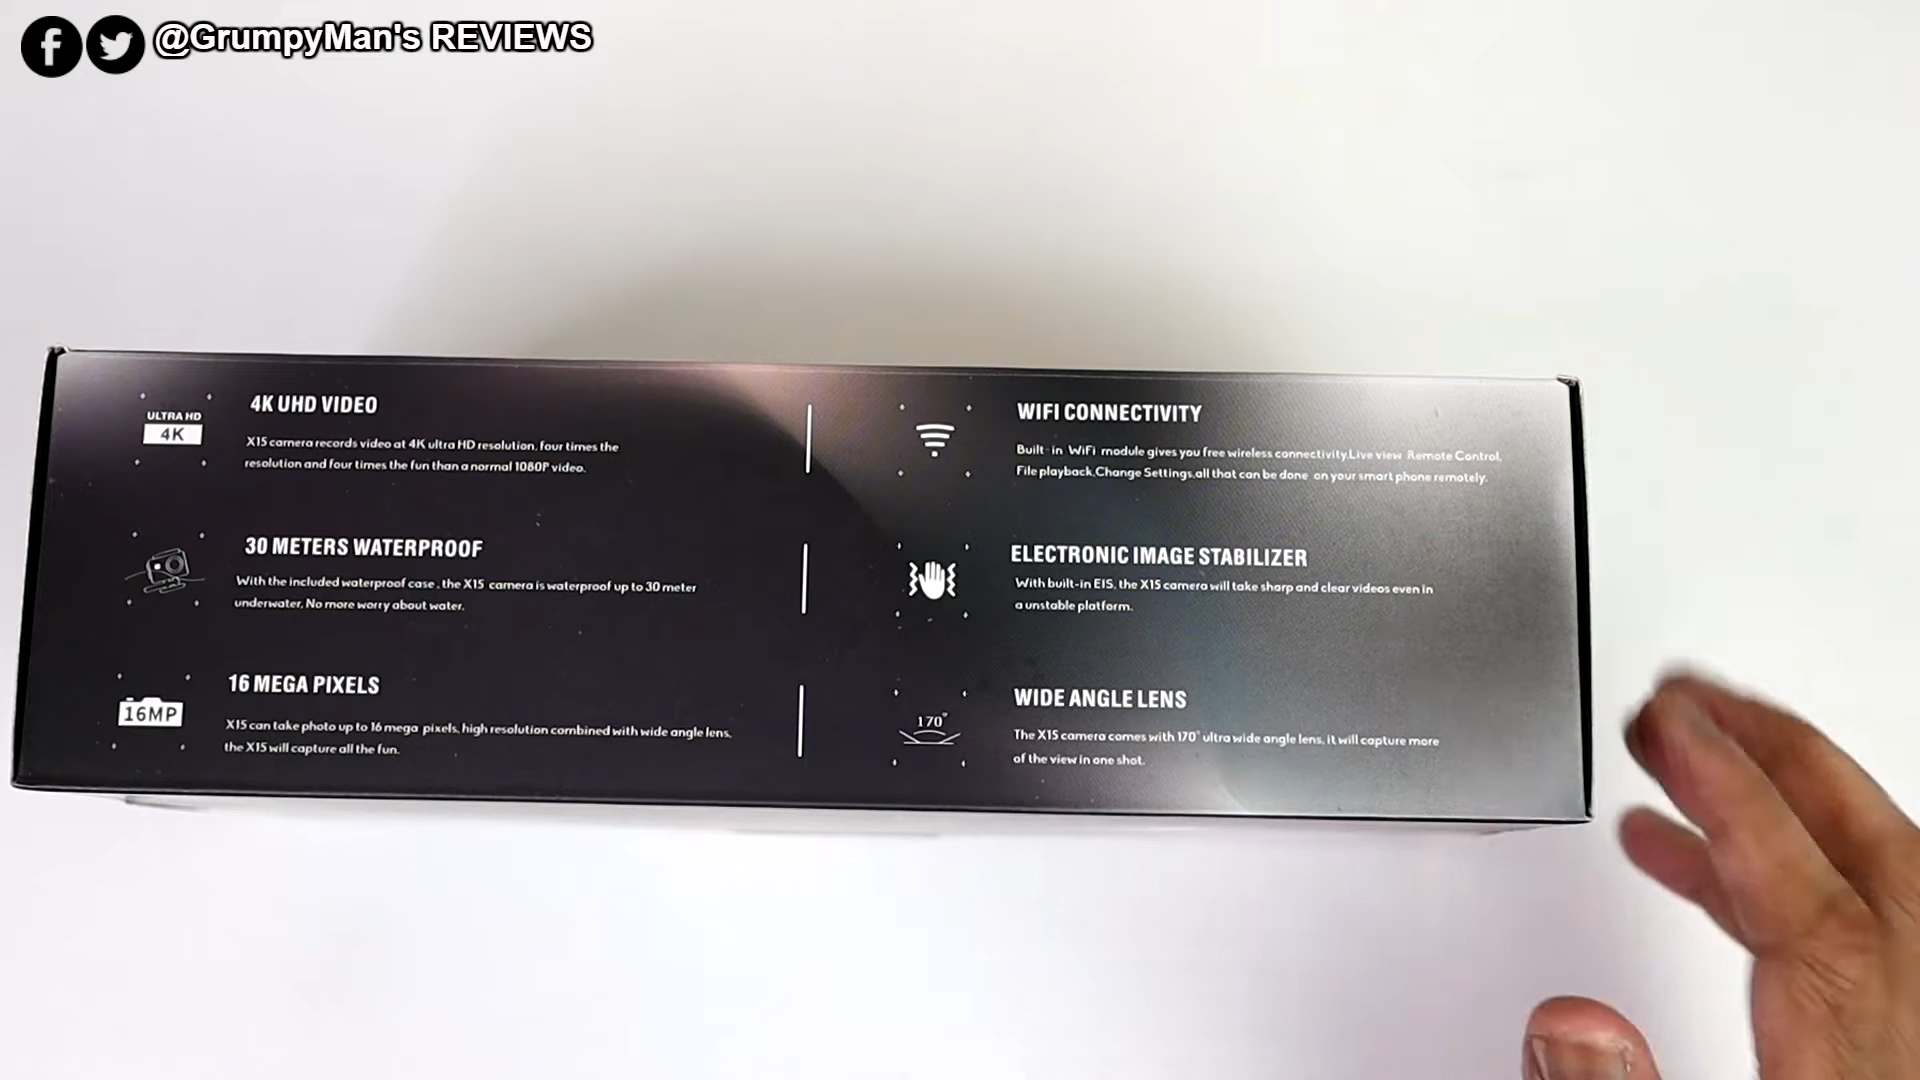 @GrumpyMan's REVIEWS
ULTRA HD
4K
4K UHD VIDEO
X15 camera records video at 4K ultra HD resolution, four times the
resolution and four times the fun than a normal 1080P video.
30 METERS WATERPROOF
With the included waterproof case, the X15 camera is waterproof up to 30 meter
underwater, No more worry about water.
16MP
16 MEGA PIXELS
X15 can take photo up to 16 mega pixels, high resolution combined with wide angle lens,
the X15 will capture all the fun.
WIFI CONNECTIVITY
Built-in WiFi module gives you free wireless connectivity.Live view Remote Control,
File playback,Change Settings,all that can be done on your smart phone remotely.
ELECTRONIC IMAGE STABILIZER
With built-in EIS, the X15 camera will take sharp and clear videos even in
a unstable platform.
170°
WIDE ANGLE LENS
The X15 camera comes with 170° ultra wide angle lens, it will capture more
of the view in one shot.